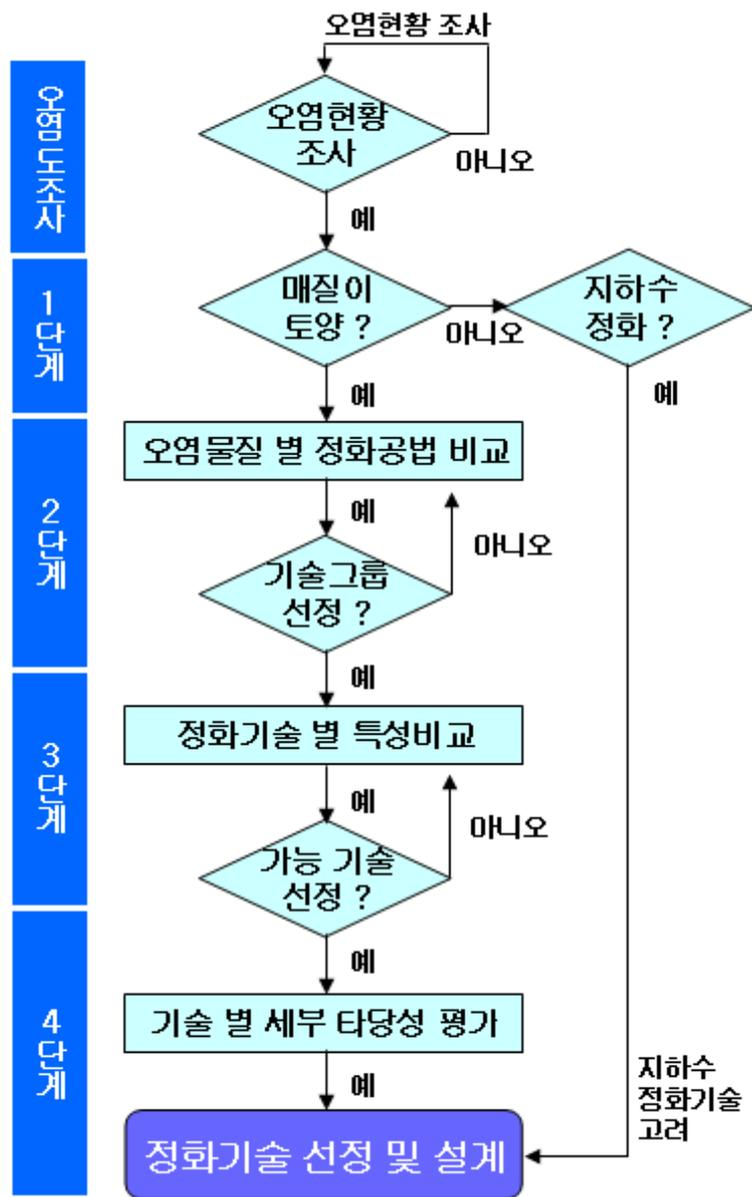 오염현황 조사
오염도조사
오염현황
조사
아니오
예
1단계
매질이
토양 ?
아니오
지하수
정화 ?
예
예
2단계
오염물질 별 정화공법 비교
예
아니오
기술그룹
선정 ?
예
3단계
정화기술 별 특성비교
예
아니오
가능 기술
선정 ?
예
4단계
기술 별 세부 타당성 평가
예
지하수
정화기술
고려
정화기술 선정 및 설계